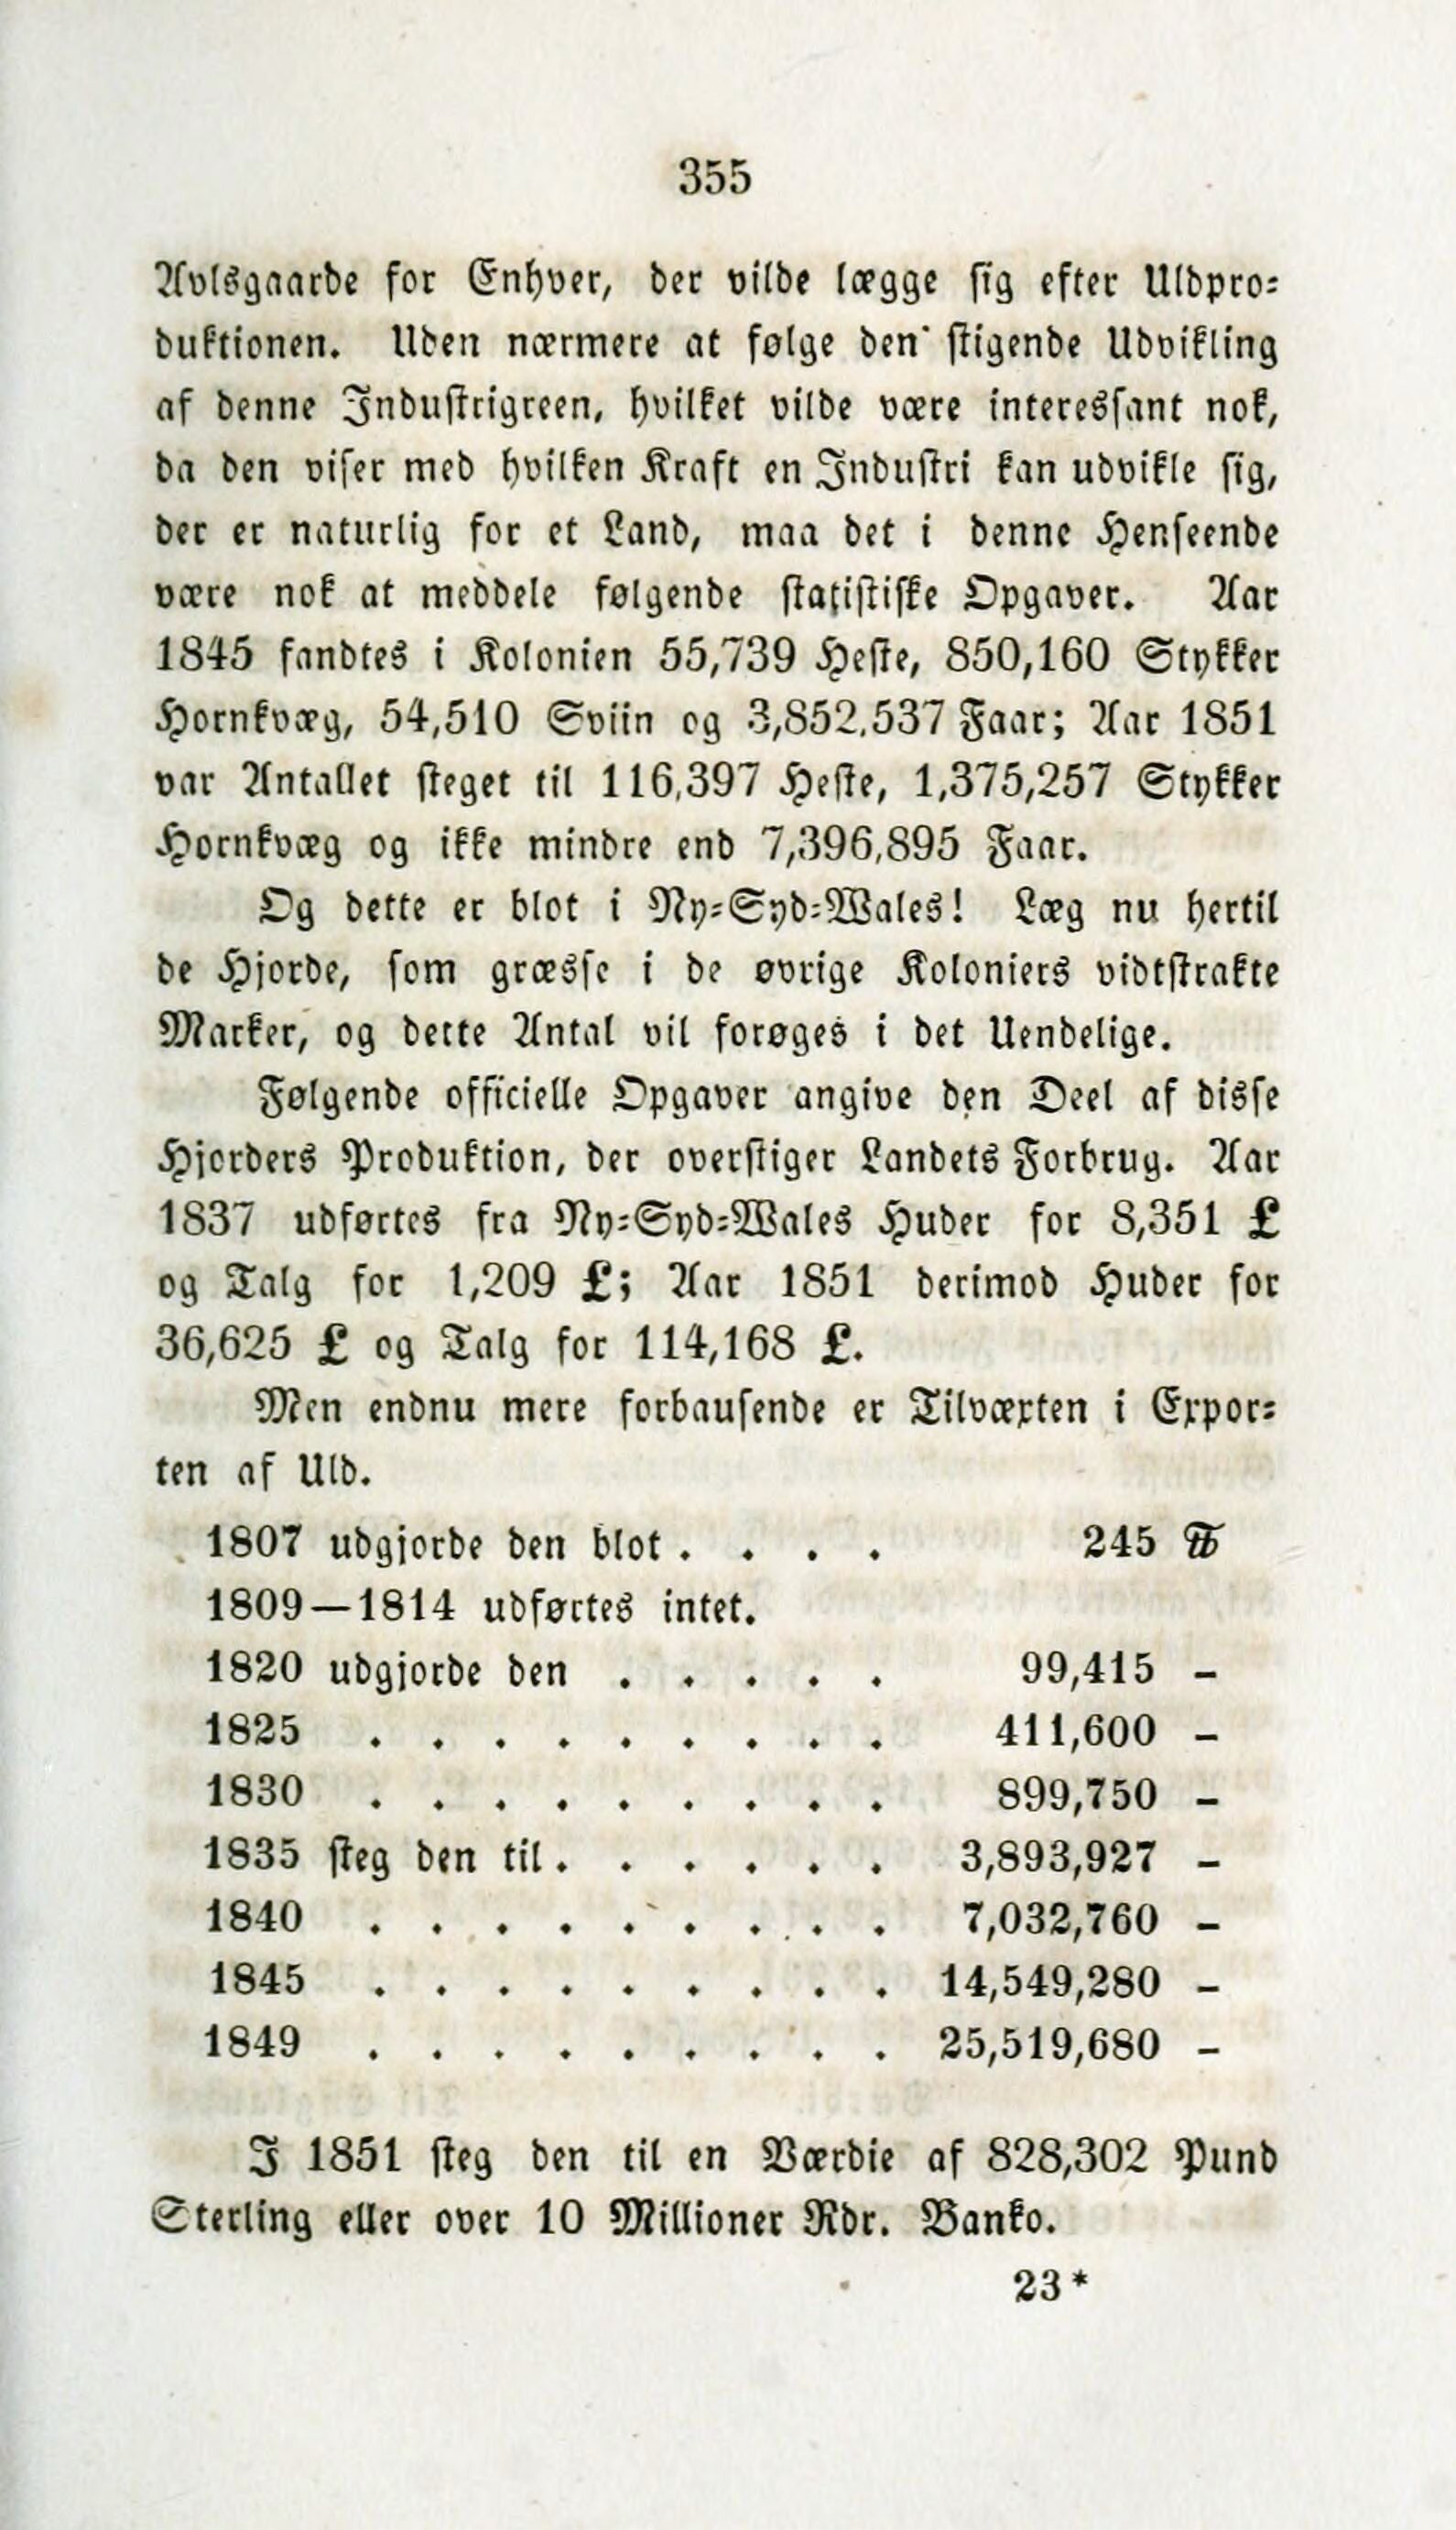 355
Avlsgaarde for Enhver, der vilde lægge sig efter Uldpro-
duktionen. Uden nærmere at følge den stigende Udvikling
af denne Industrigreen, hvilket vilde være interessant nok,
da den viser med hvilken Kraft en Industri kan udvikle sig,
der er naturlig for et Land, maa det i denne Henseende
være nok at meddele følgende statistiske Opgaver. Aar
1845 fandtes i Kolonien 55,739 Heste, 850,160 Stykker
Hornkvæg, 54,510 Sviin og 3,852,537 Faar; Aar 1851
var Antallet steget til 116,397 Heste, 1,375,257 Stykker
Hornkvæg og ikke mindre end 7,396,895 Faar.
Og dette er blot i Ny-Syd-Wales! Læg nu hertil
de Hjorde, som græsse i de øvrige Koloniers vidtstrakte
Marker, og dette Antal vil forøges i det Uendelige.
Følgende officielle Opgaver angive den Deel af disse
Hjorders Produktion, der overstiger Landets Forbrug. Aar
1837 udførtes fra Ny-Syd-Wales Huder for 8,351 £
og Talg for 1,209 £; Aar 1851 derimod Huder for
36,625 £ og Talg for 114,168 £.
Men endnu mere forbausende er Tilvæxten i Expor-
ten af Uld.
1807 udgjorde den blot . . . . 245 ℔
1809—1814 udførtes intet.
1820 udgjorde den . . . . . 99,415 -
1825 . . . . . . . . . 411,600 -
1830 . . . . . . . . . 899,750 -
1835 steg den til . . . . . . 3,893,927 -
1840 . . . . . . . . . 7,032,760 -
1845 . . . . . . . . . 14,549,280 -
1849 . . . . . . . . . 25,519,680 -
I 1851 steg den til en Værdie af 828,302 Pund
Sterling eller over 10 Millioner Rdr. Banko.
23*